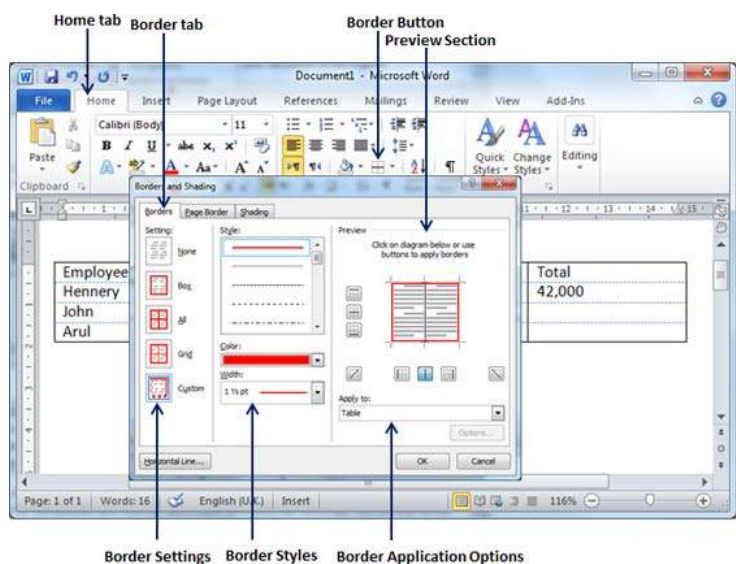 Home tab Border tab Border Button
Preview Section
Document1 - Microsoft Word
File Home Insert Page Layout References Mailings Review View Add-Ins
Calibri (Body) 11
Paste B I U abc x, x² Aa A A Quick Styles Change Styles Editing
Clipboard
Borders and Shading
Borders Page Border Shading
Setting: Style: Preview
Click on diagram below or use
buttons to apply borders
None
Box
All
Grid
Custom
Color:
Width:
1 ½ pt
Apply to:
Table
Options...
Horizontal Line... OK Cancel
Employee Total
Hennery 42,000
John
Arul
Page: 1 of 1 Words: 16 English (U.K.) Insert 116%
Border Settings Border Styles Border Application Options